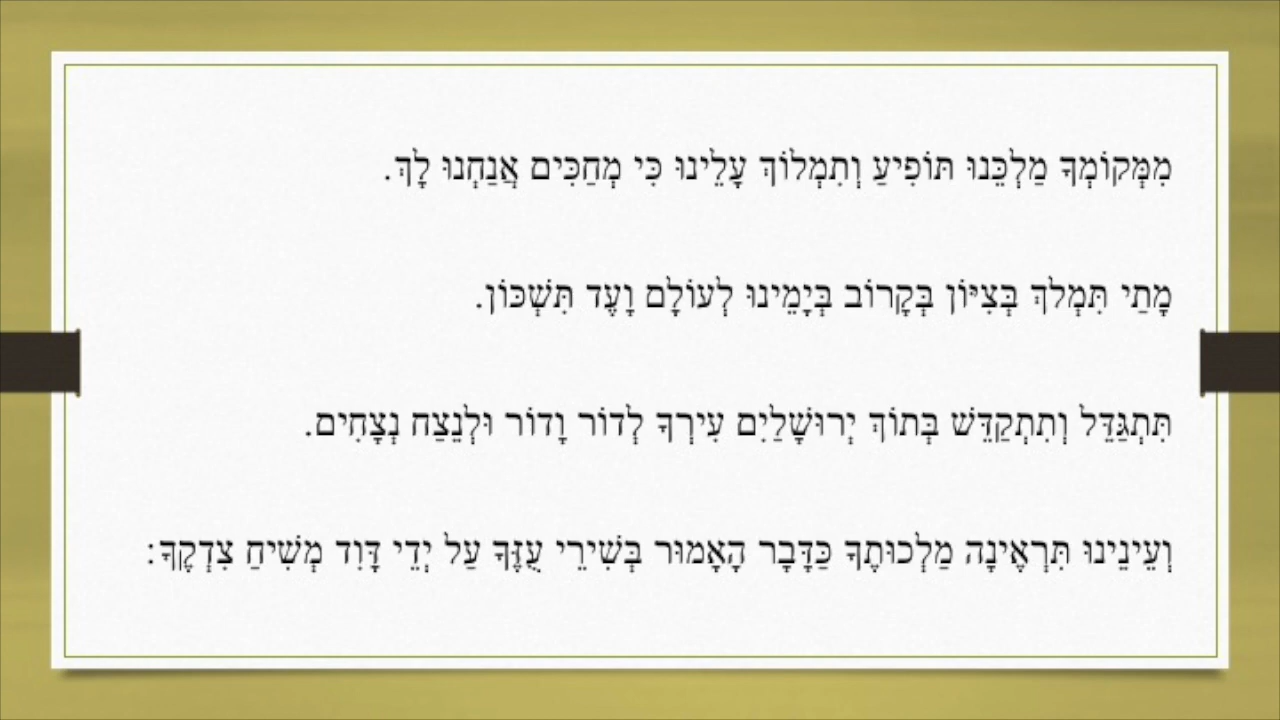 מִמְּקוֹמְךָ מַלְכֵּנוּ תּוֹפִיעַ וְתִמְלוֹךְ עָלֵינוּ כִּי מְחַכִּים אֲנַחְנוּ לָךְ.
מָתַי תִּמְלֹךְ בְּצִיּוֹן בְּקָרוֹב בְּיָמֵינוּ לְעוֹלָם וָעֶד תִּשְׁכּוֹן.
תִּתְגַּדֵּל וְתִתְקַדֵּשׁ בְּתוֹךְ יְרוּשָׁלַיִם עִירְךָ לְדוֹר וָדוֹר וּלְנֵצַח נְצָחִים.
וְעֵינֵינוּ תִּרְאֶינָה מַלְכוּתֶךָ כַּדָּבָר הָאָמוּר בְּשִׁירֵי עֻזֶּךָ עַל יְדֵי דָּוִד מְשִׁיחַ צִדְקֶךָ: